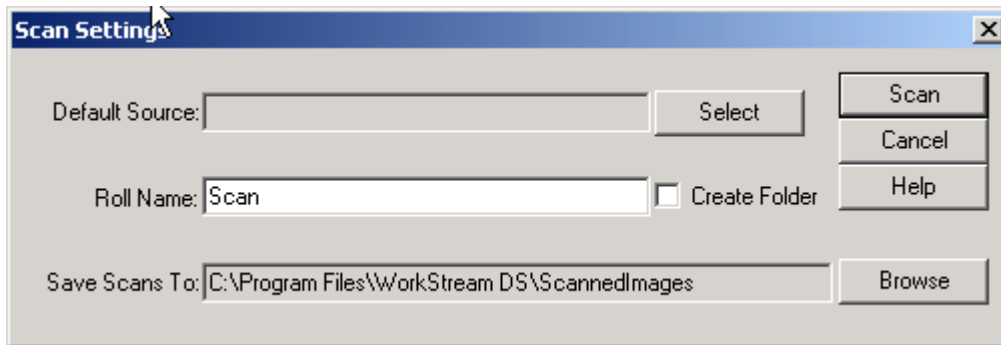 Scan Settings
Default Source: Select
Scan
Cancel
Roll Name: Scan Create Folder
Help
Save Scans To: C:\Program Files\WorkStream DS\ScannedImages Browse